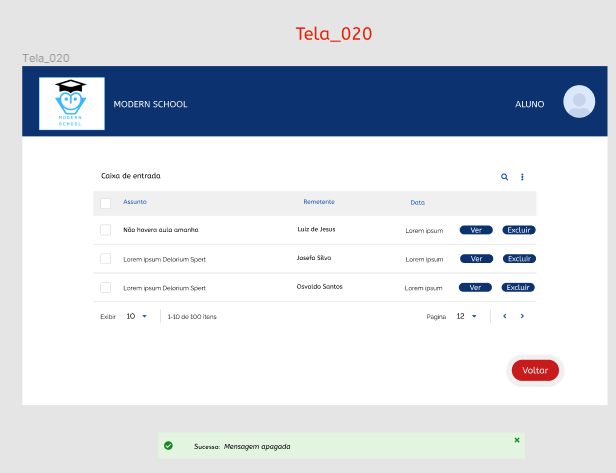 Tela_020
Tela_020
MODERN
SCHOOL
MODERN SCHOOL
ALUNO
Caixa de entrada
Assunto Remetente Data
Não havera aula amanha Luiz de Jesus Lorem ipsum Ver Excluir
Lorem ipsum Delorium Spert Josefa Silva Lorem ipsum Ver Excluir
Lorem ipsum Delorium Spert Osvaldo Santos Lorem ipsum Ver Excluir
Exibir 10 1-10 de 100 itens Pagina 12
Voltar
Sucesso: Mensagem apagada